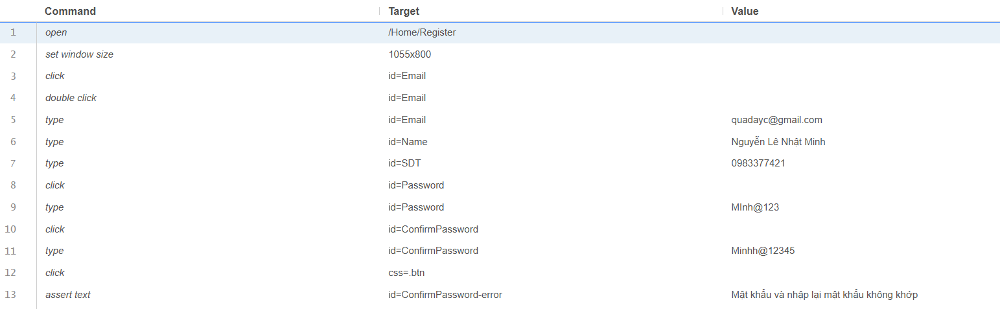 Command Target Value
1 open /Home/Register
2 set window size 1055x800
3 click id=Email
4 double click id=Email
5 type id=Email quadayc@gmail.com
6 type id=Name Nguyễn Lê Nhật Minh
7 type id=SDT 0983377421
8 click id=Password
9 type id=Password MInh@123
10 click id=ConfirmPassword
11 type id=ConfirmPassword Minhh@12345
12 click css=.btn
13 assert text id=ConfirmPassword-error Mật khẩu và nhập lại mật khẩu không khớp